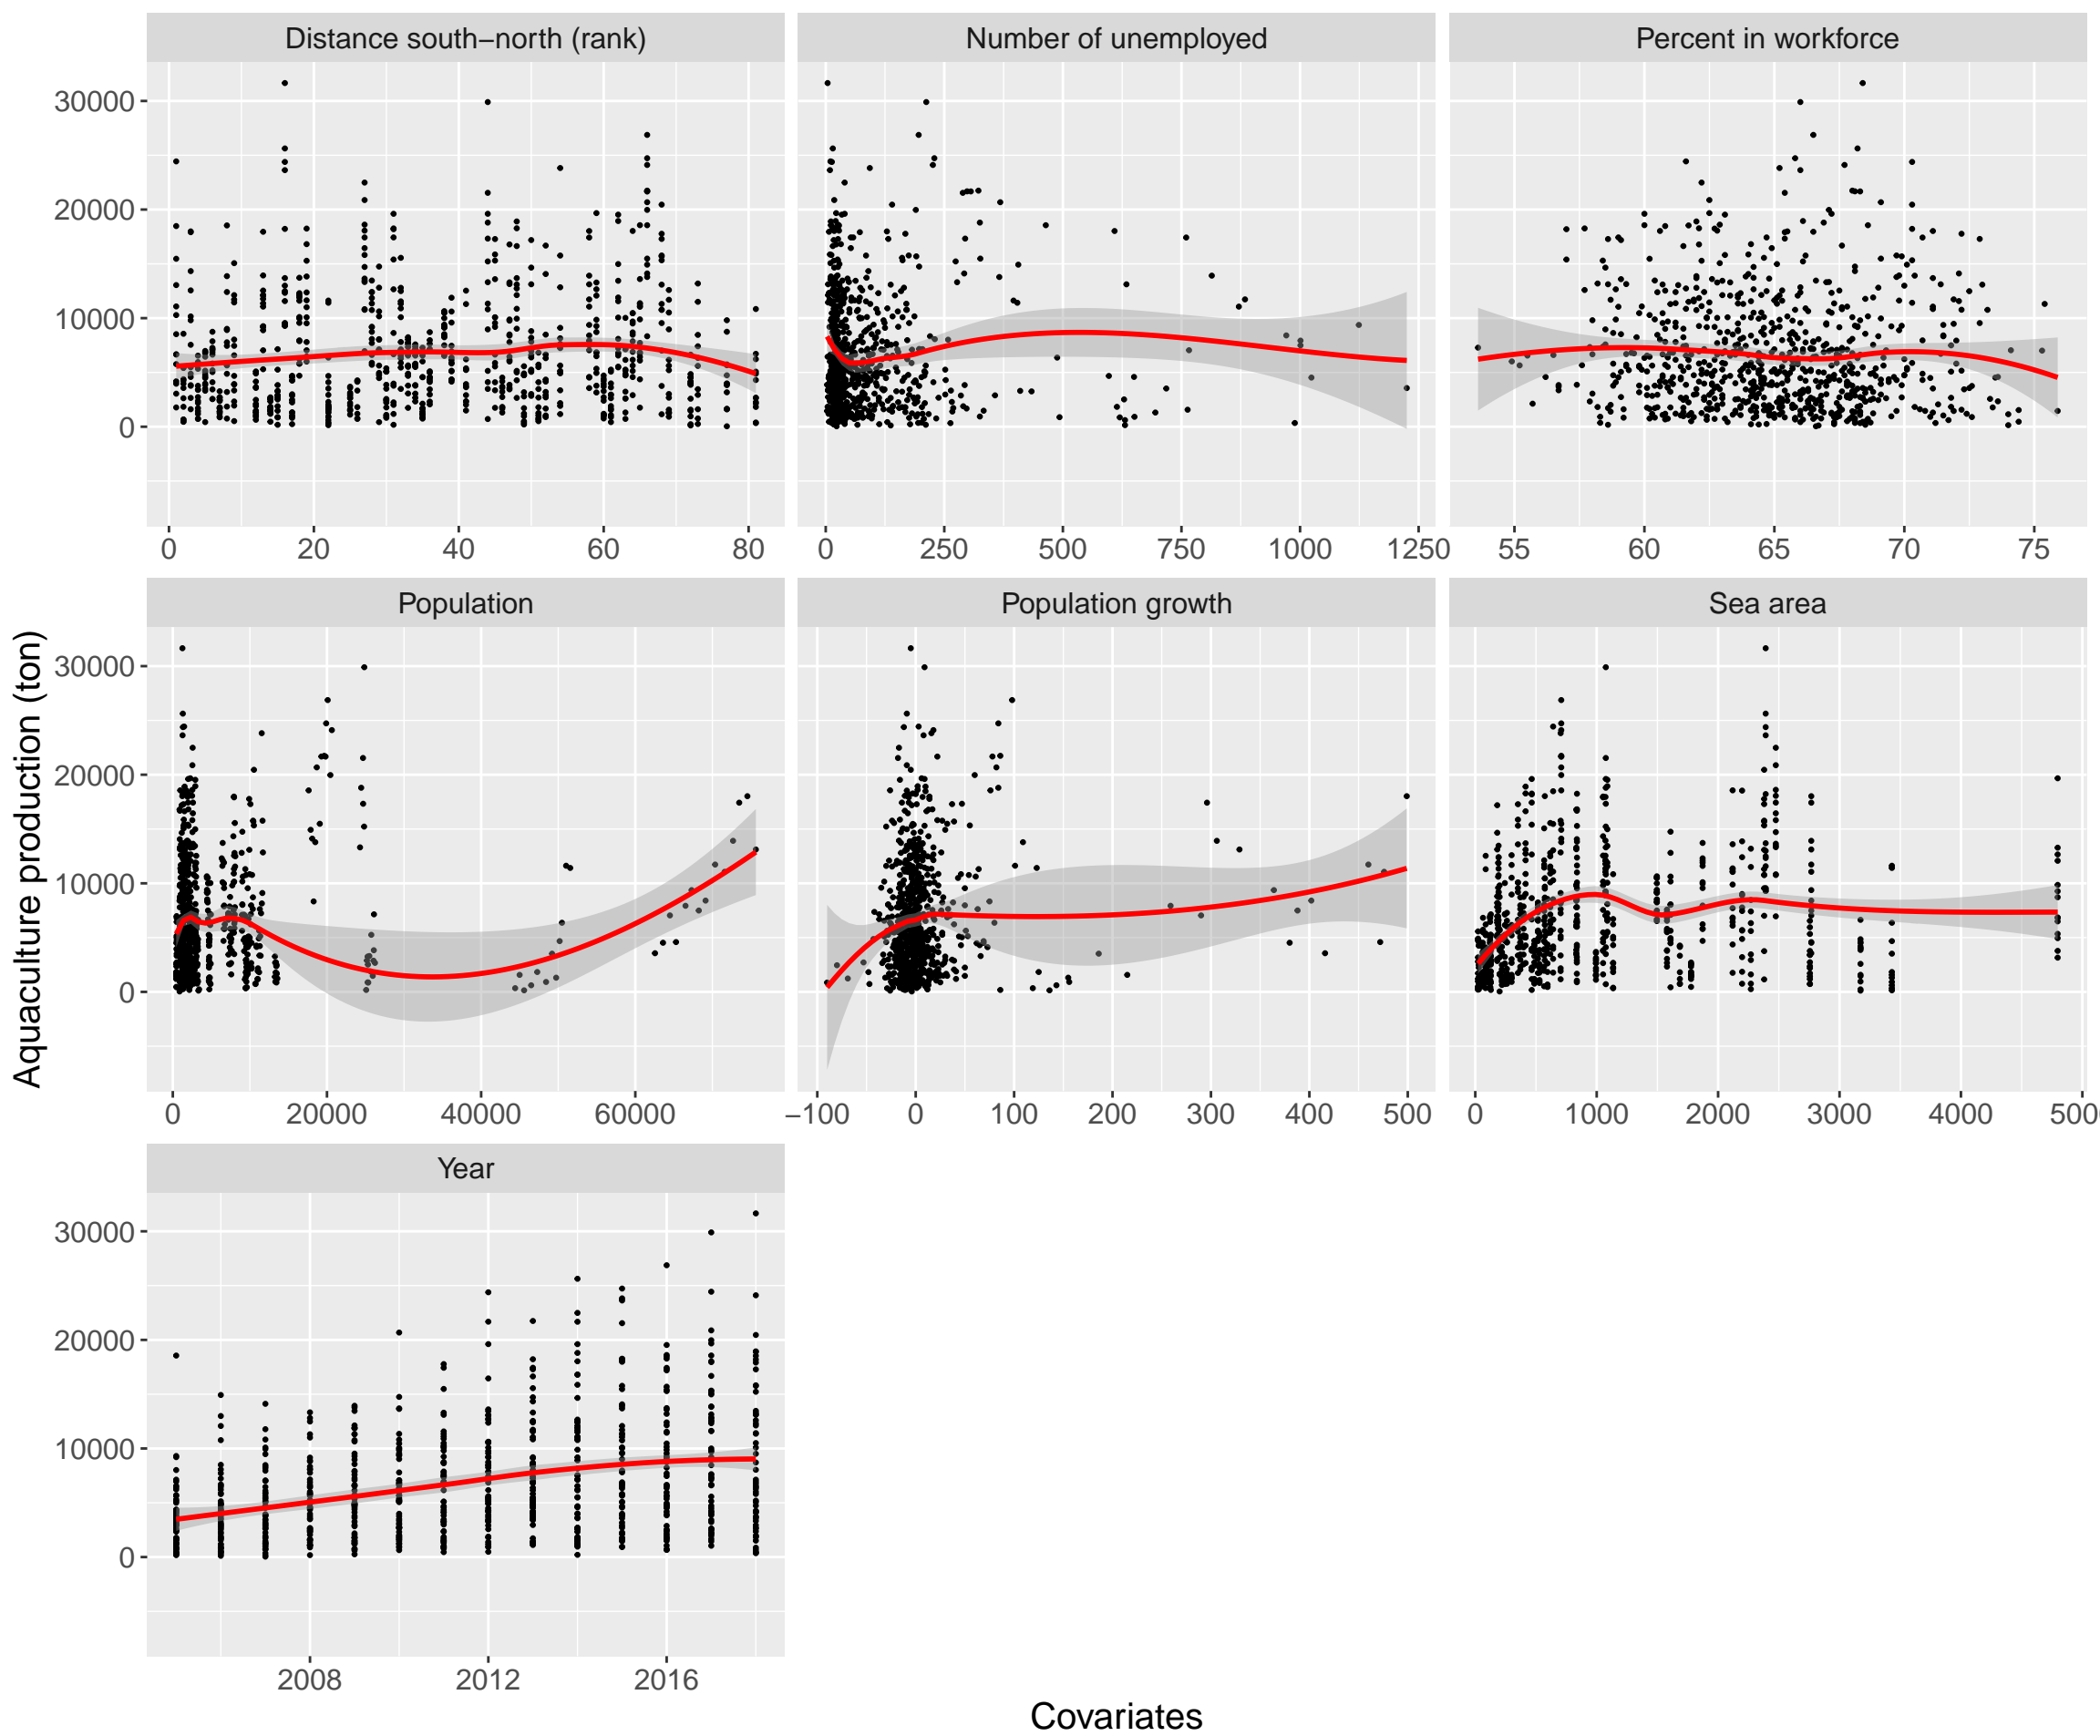 Distance south−north (rank) Number of unemployed Percent in workforce
30000
20000
10000
0
0 20 40 60 80 0 250 500 750 1000 1250 55 60 65 70 75
Population Population growth Sea area
30000
20000
10000
0
0 20000 40000 60000 −100 0 100 200 300 400 500 0 1000 2000 3000 4000 500
Aquaculture production (ton)
Year
30000
20000
10000
0
2008 2012 2016
Covariates